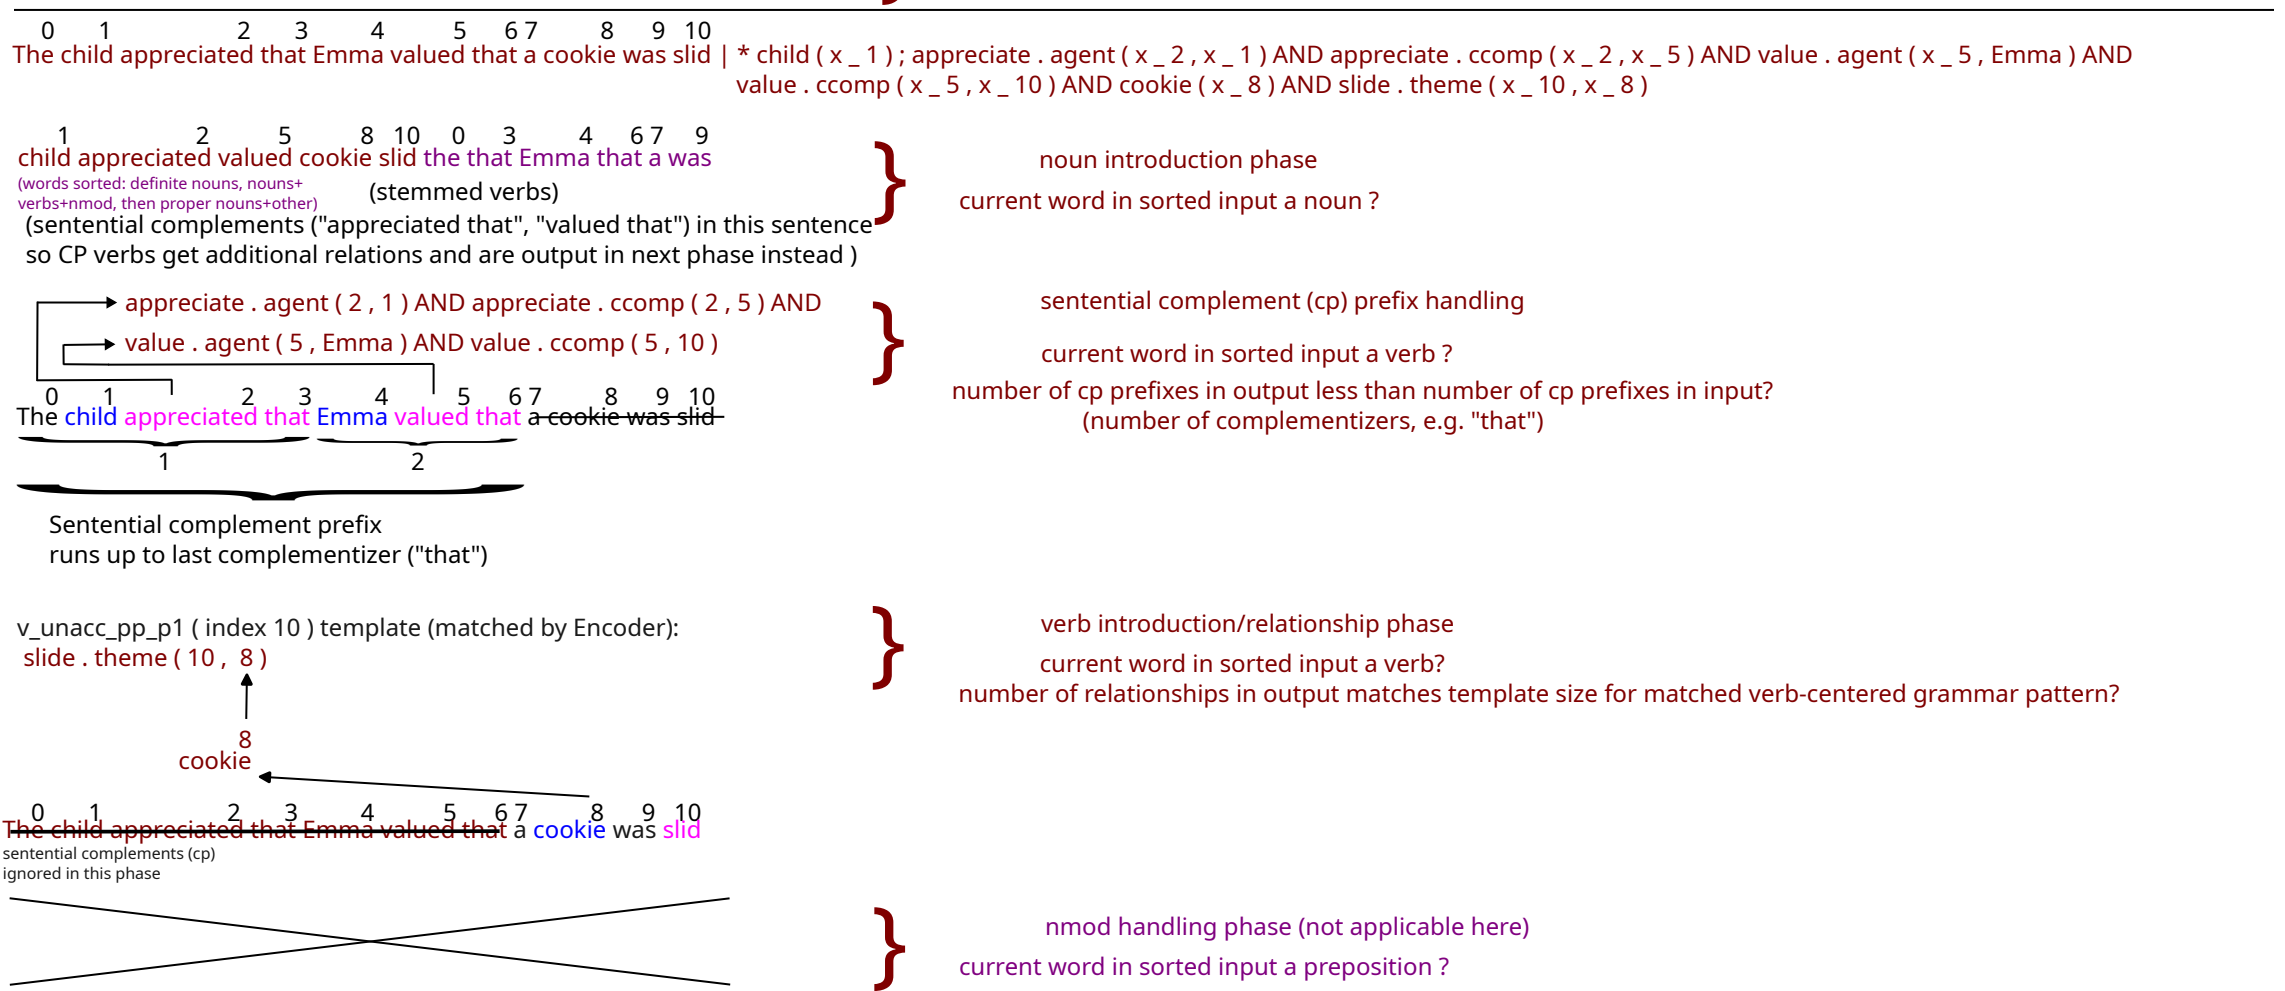 0 1 2 3 4 5 6 7 8 9 10
The child appreciated that Emma valued that a cookie was slid | * child ( x _ 1 ) ; appreciate . agent ( x _ 2 , x _ 1 ) AND appreciate . ccomp ( x _ 2 , x _ 5 ) AND value . agent ( x _ 5 , Emma ) AND
value . ccomp ( x _ 5 , x _ 10 ) AND cookie ( x _ 8 ) AND slide . theme ( x _ 10 , x _ 8 )
1 2 5 8 10 0 3 4 6 7 9
child appreciated valued cookie slid the that Emma that a was
(words sorted: definite nouns, nouns+
verbs+nmod, then proper nouns+other)
(stemmed verbs)
(sentential complements ("appreciated that", "valued that") in this sentence
so CP verbs get additional relations and are output in next phase instead )
noun introduction phase
current word in sorted input a noun ?
appreciate . agent ( 2 , 1 ) AND appreciate . ccomp ( 2 , 5 ) AND
value . agent ( 5 , Emma ) AND value . ccomp ( 5 , 10 )
0 1 2 3 4 5 6 7 8 9 10
The child appreciated that Emma valued that a cookie was slid
1 2
Sentential complement prefix
runs up to last complementizer ("that")
sentential complement (cp) prefix handling
current word in sorted input a verb ?
number of cp prefixes in output less than number of cp prefixes in input?
(number of complementizers, e.g. "that")
v_unacc_pp_p1 ( index 10 ) template (matched by Encoder):
slide . theme ( 10 , 8 )
8
cookie
0 1 2 3 4 5 6 7 8 9 10
The child appreciated that Emma valued that a cookie was slid
sentential complements (cp)
ignored in this phase
verb introduction/relationship phase
current word in sorted input a verb?
number of relationships in output matches template size for matched verb-centered grammar pattern?
nmod handling phase (not applicable here)
current word in sorted input a preposition ?